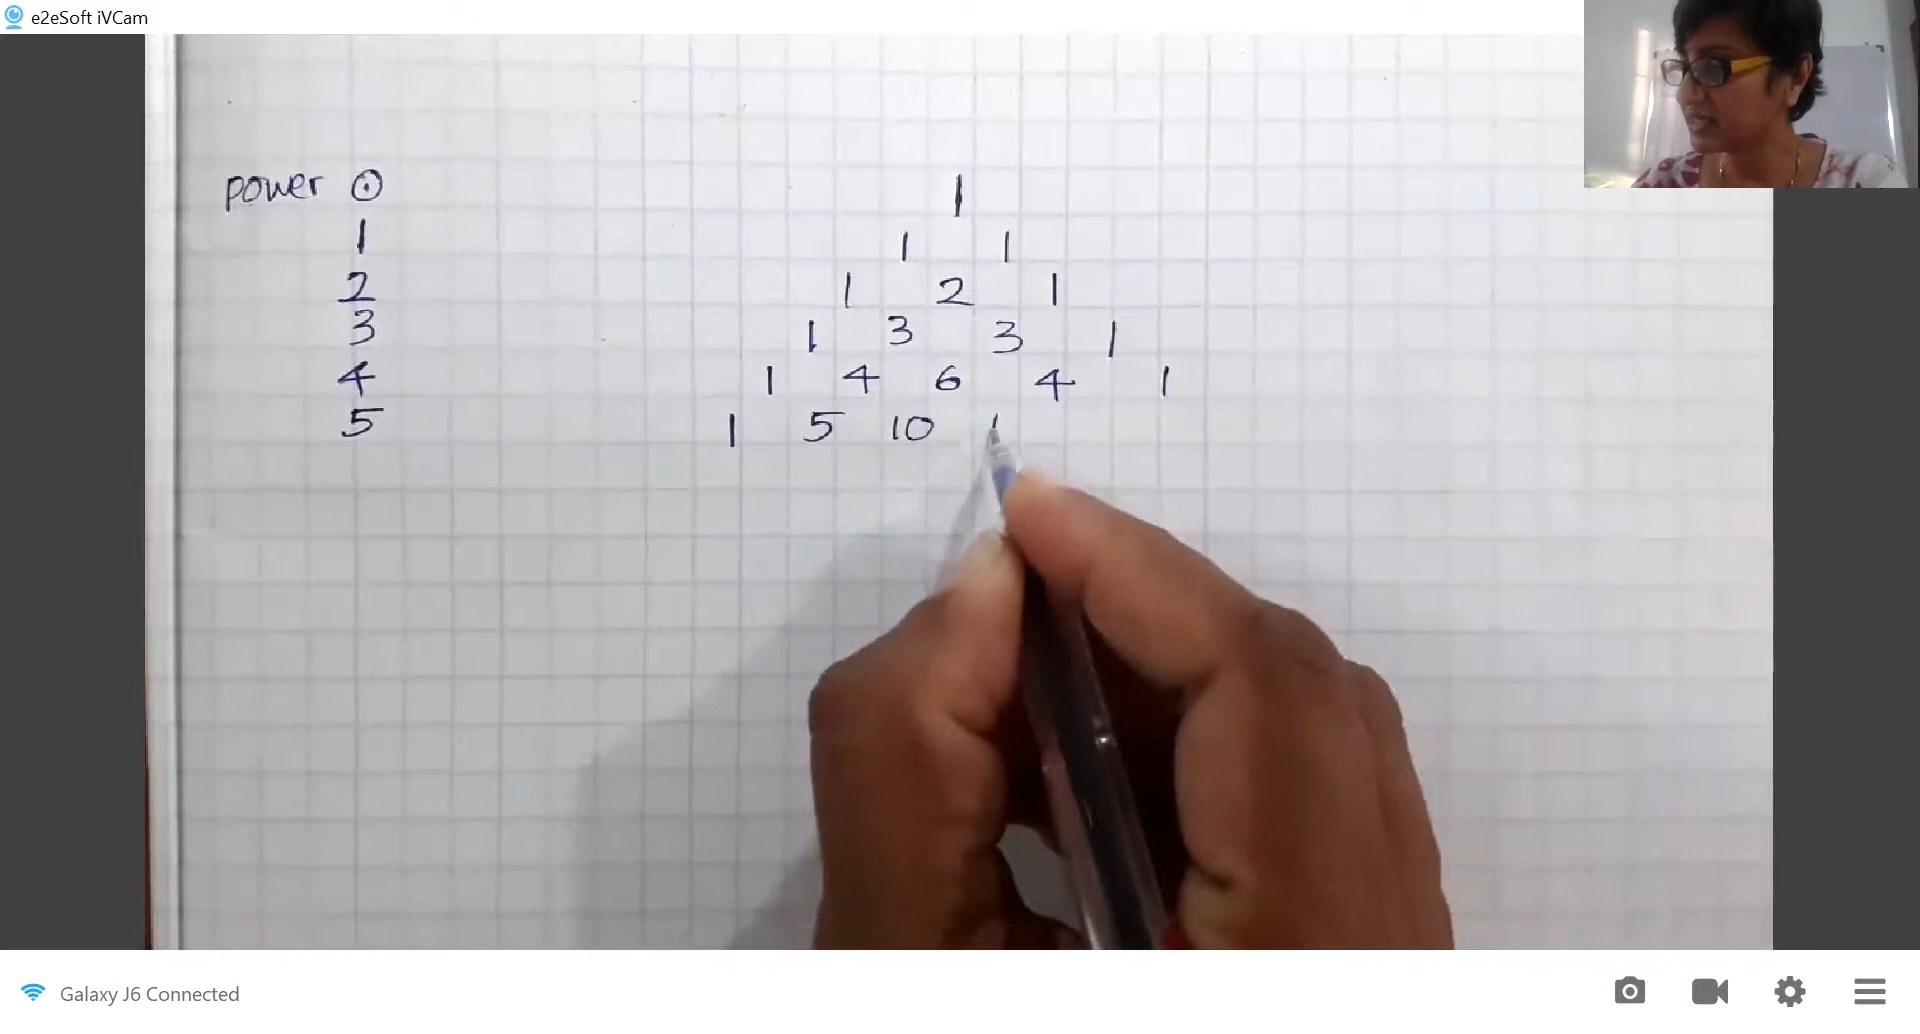 e2eSoft iVCam
power 0 1
1 1 1
2 1 2 1
3 1 3 3 1
4 1 4 6 4 1
5 1 5 10 1
Galaxy J6 Connected